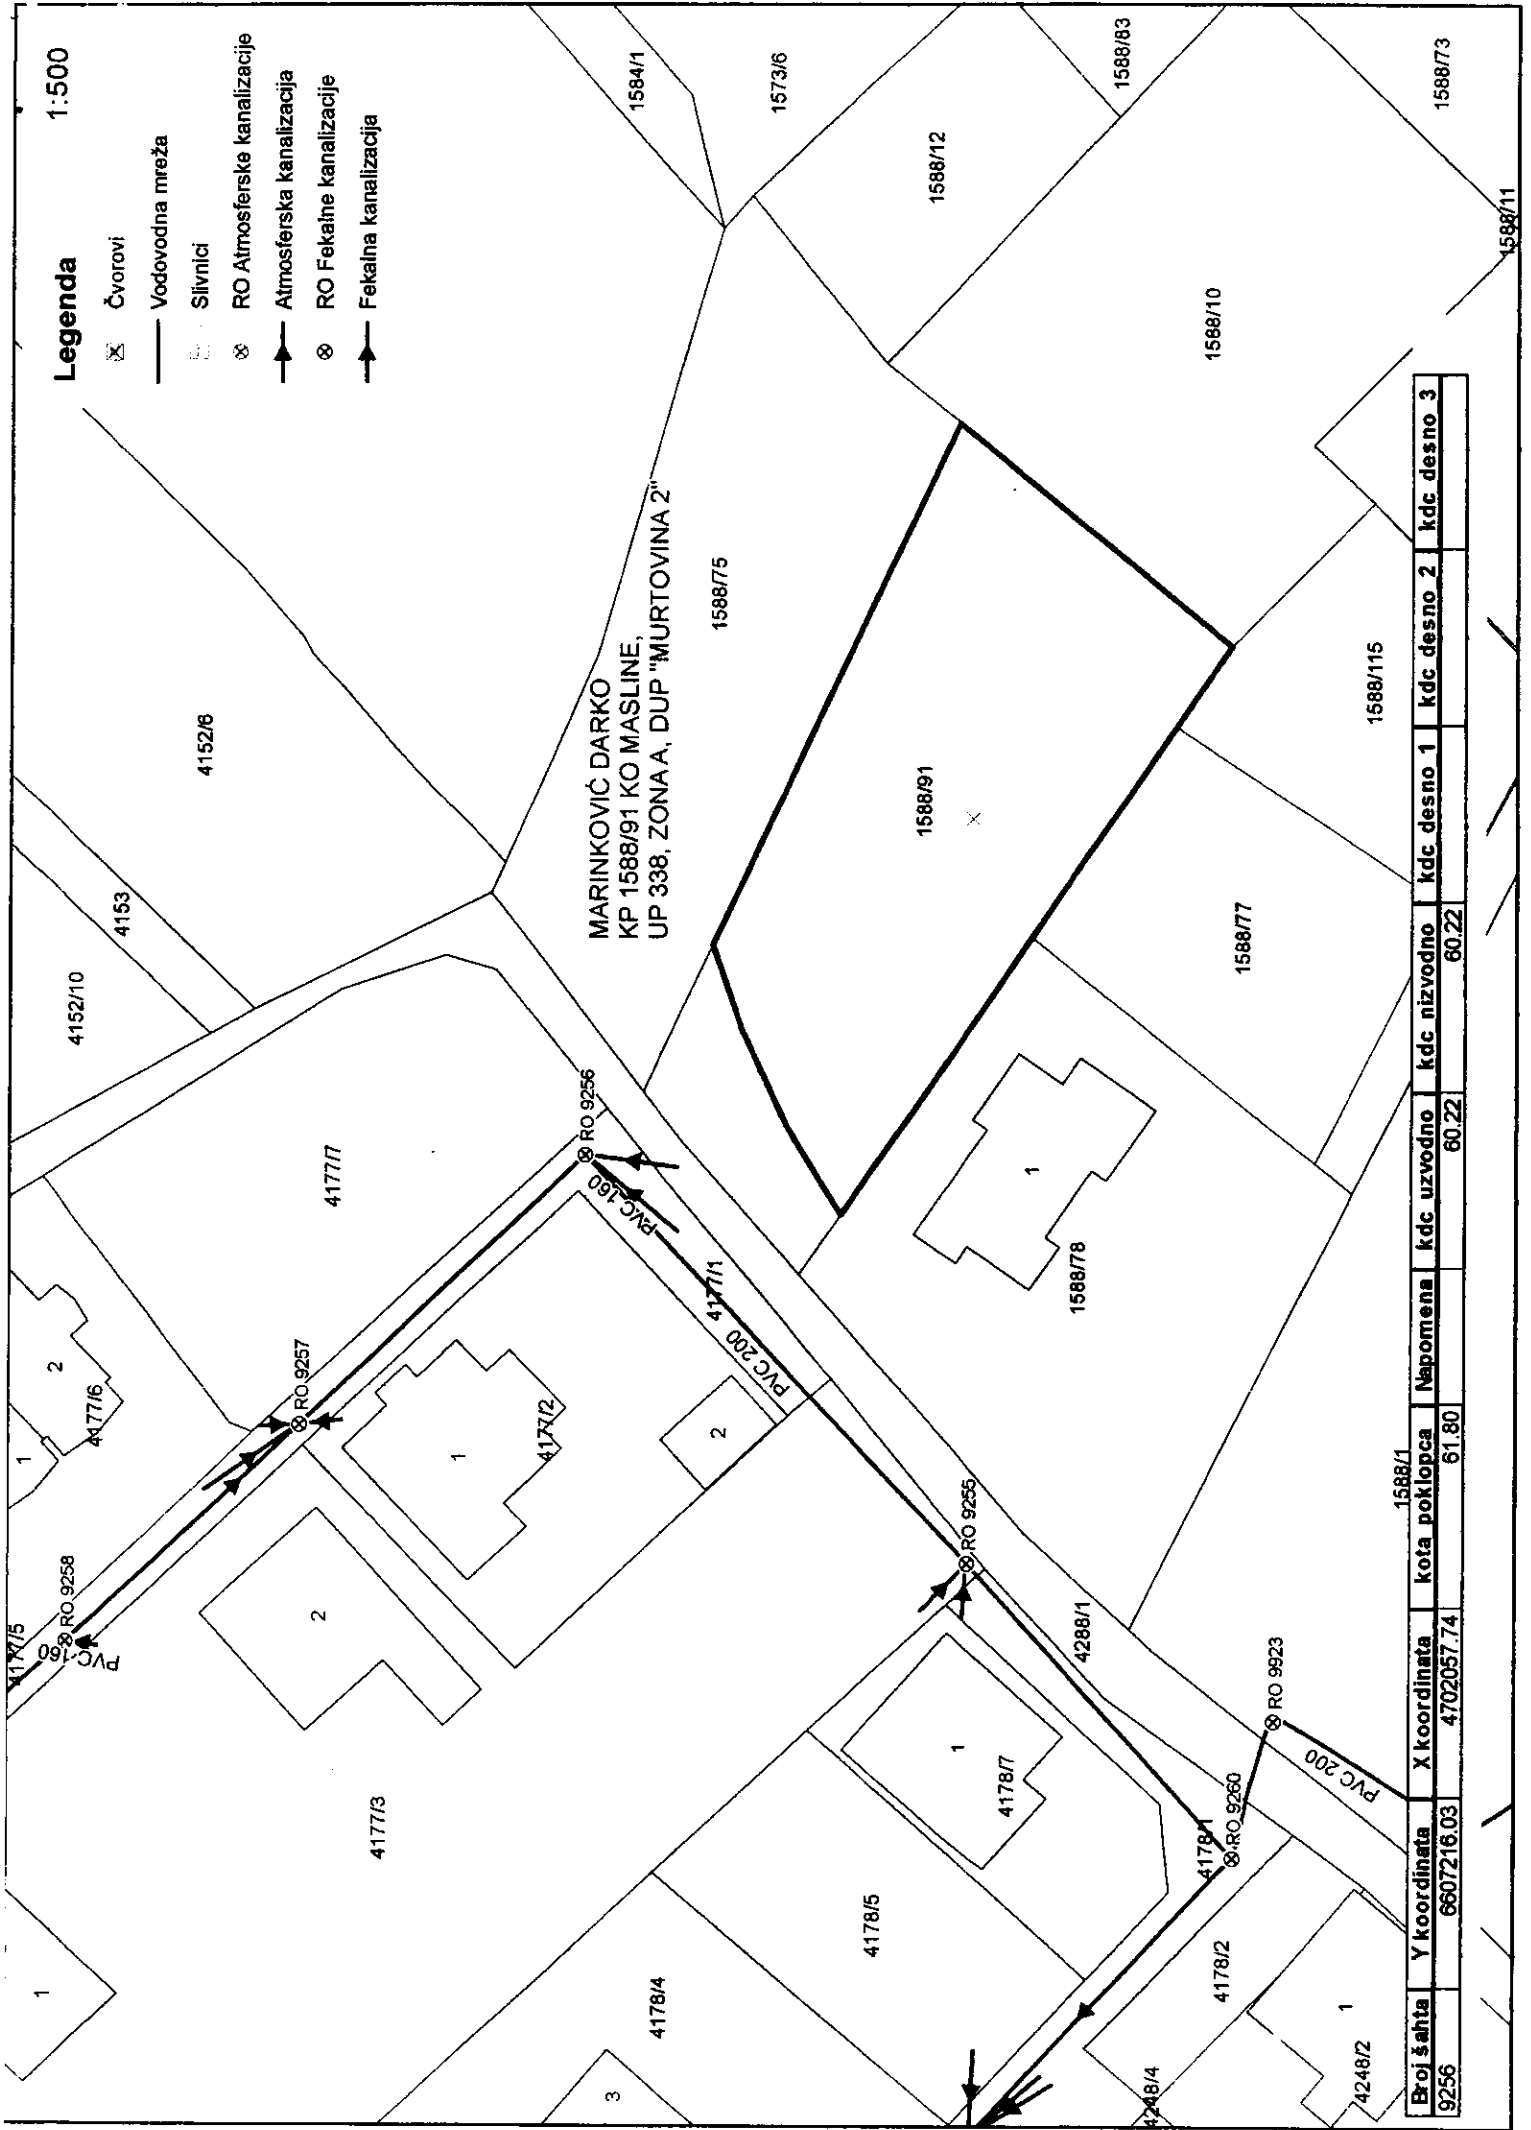 1:500
Legenda
Čvorovi
Vodovodna mreža
Slivnici
RO Atmosferske kanalizacije
Atmosferska kanalizacija
RO Fekalne kanalizacije
Fekalna kanalizacija
1584/1
1573/6
1588/83
1588/73
1588/12
1588/11
1588/10
4152/6
4153
4152/10
MARINKOVIĆ DARKO
KP 1588/91 KO MASLINE,
UP 338, ZONA A, DUP "MURTOVINA 2"
1588/75
1588/91
1588/115
1588/77
1588/78
1
1588/1
4177/7
RO 9256
PVC 160
4177/1
PVC 200
2
4177/6
1
RO 9257
4177/2
1
2
2
RO 9258
4177/5
PVC 160
RO 9255
4288/1
4177/3
1
4178/7
RO 9923
PVC 200
RO 9260
4178/1
4178/5
4178/4
4178/2
1
3
1
4248/2
4248/4
Broj šahta Y koordinata X koordinata kota poklopca Napomena kdc uzvodno kdc nizvodno kdc desno 1 kdc desno 2 kdc desno 3
9256 6607216.03 4702057.74 61.80 60.22 60.22